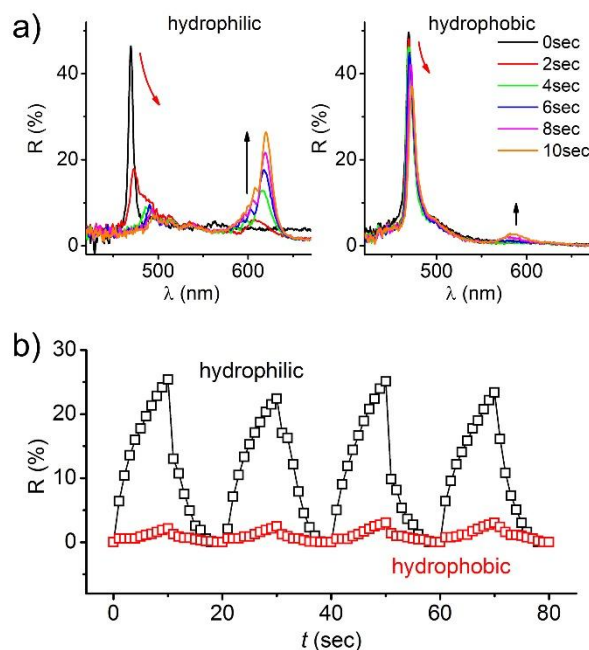 a)
hydrophilic
hydrophobic
0sec
2sec
4sec
6sec
8sec
10sec
R (%)
40
20
0
500
600
λ (nm)
R (%)
40
20
0
500
600
λ (nm)
b)
30
20
10
0
R (%)
hydrophilic
hydrophobic
0
20
40
60
80
t (sec)